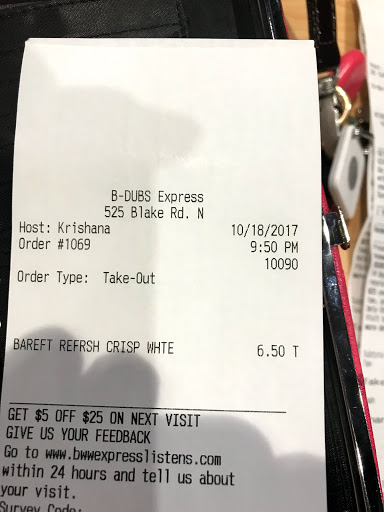 B-DUBS Express
525 Blake Rd. N
Host: Krishana 10/18/2017
Order #1069 9:50 PM
10090
Order Type: Take-Out
BAREFT REFRSH CRISP WHTE 6.50 T
GET $5 OFF $25 ON NEXT VISIT
GIVE US YOUR FEEDBACK
Go to www.bwwexpresslistens.com
within 24 hours and tell us about
your visit.
Survey Code: